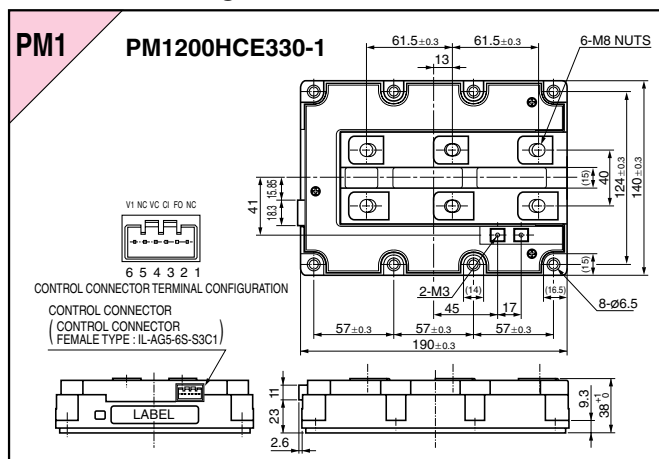 PM1
PM1200HCE330-1
61.5±0.3
61.5±0.3
6-M8 NUTS
13
41
15.85
18.3
(15)
40
124±0.3
140±0.3
V1 NC VC CI FO NC
6 5 4 3 2 1
CONTROL CONNECTOR TERMINAL CONFIGURATION
2-M3
(14)
(15)
(16.5)
45
17
8-ø6.5
CONTROL CONNECTOR
( CONTROL CONNECTOR
FEMALE TYPE : IL-AG5-6S-S3C1 )
57±0.3
57±0.3
57±0.3
190±0.3
LABEL
11
23
2.6
9.3
38 +1 0